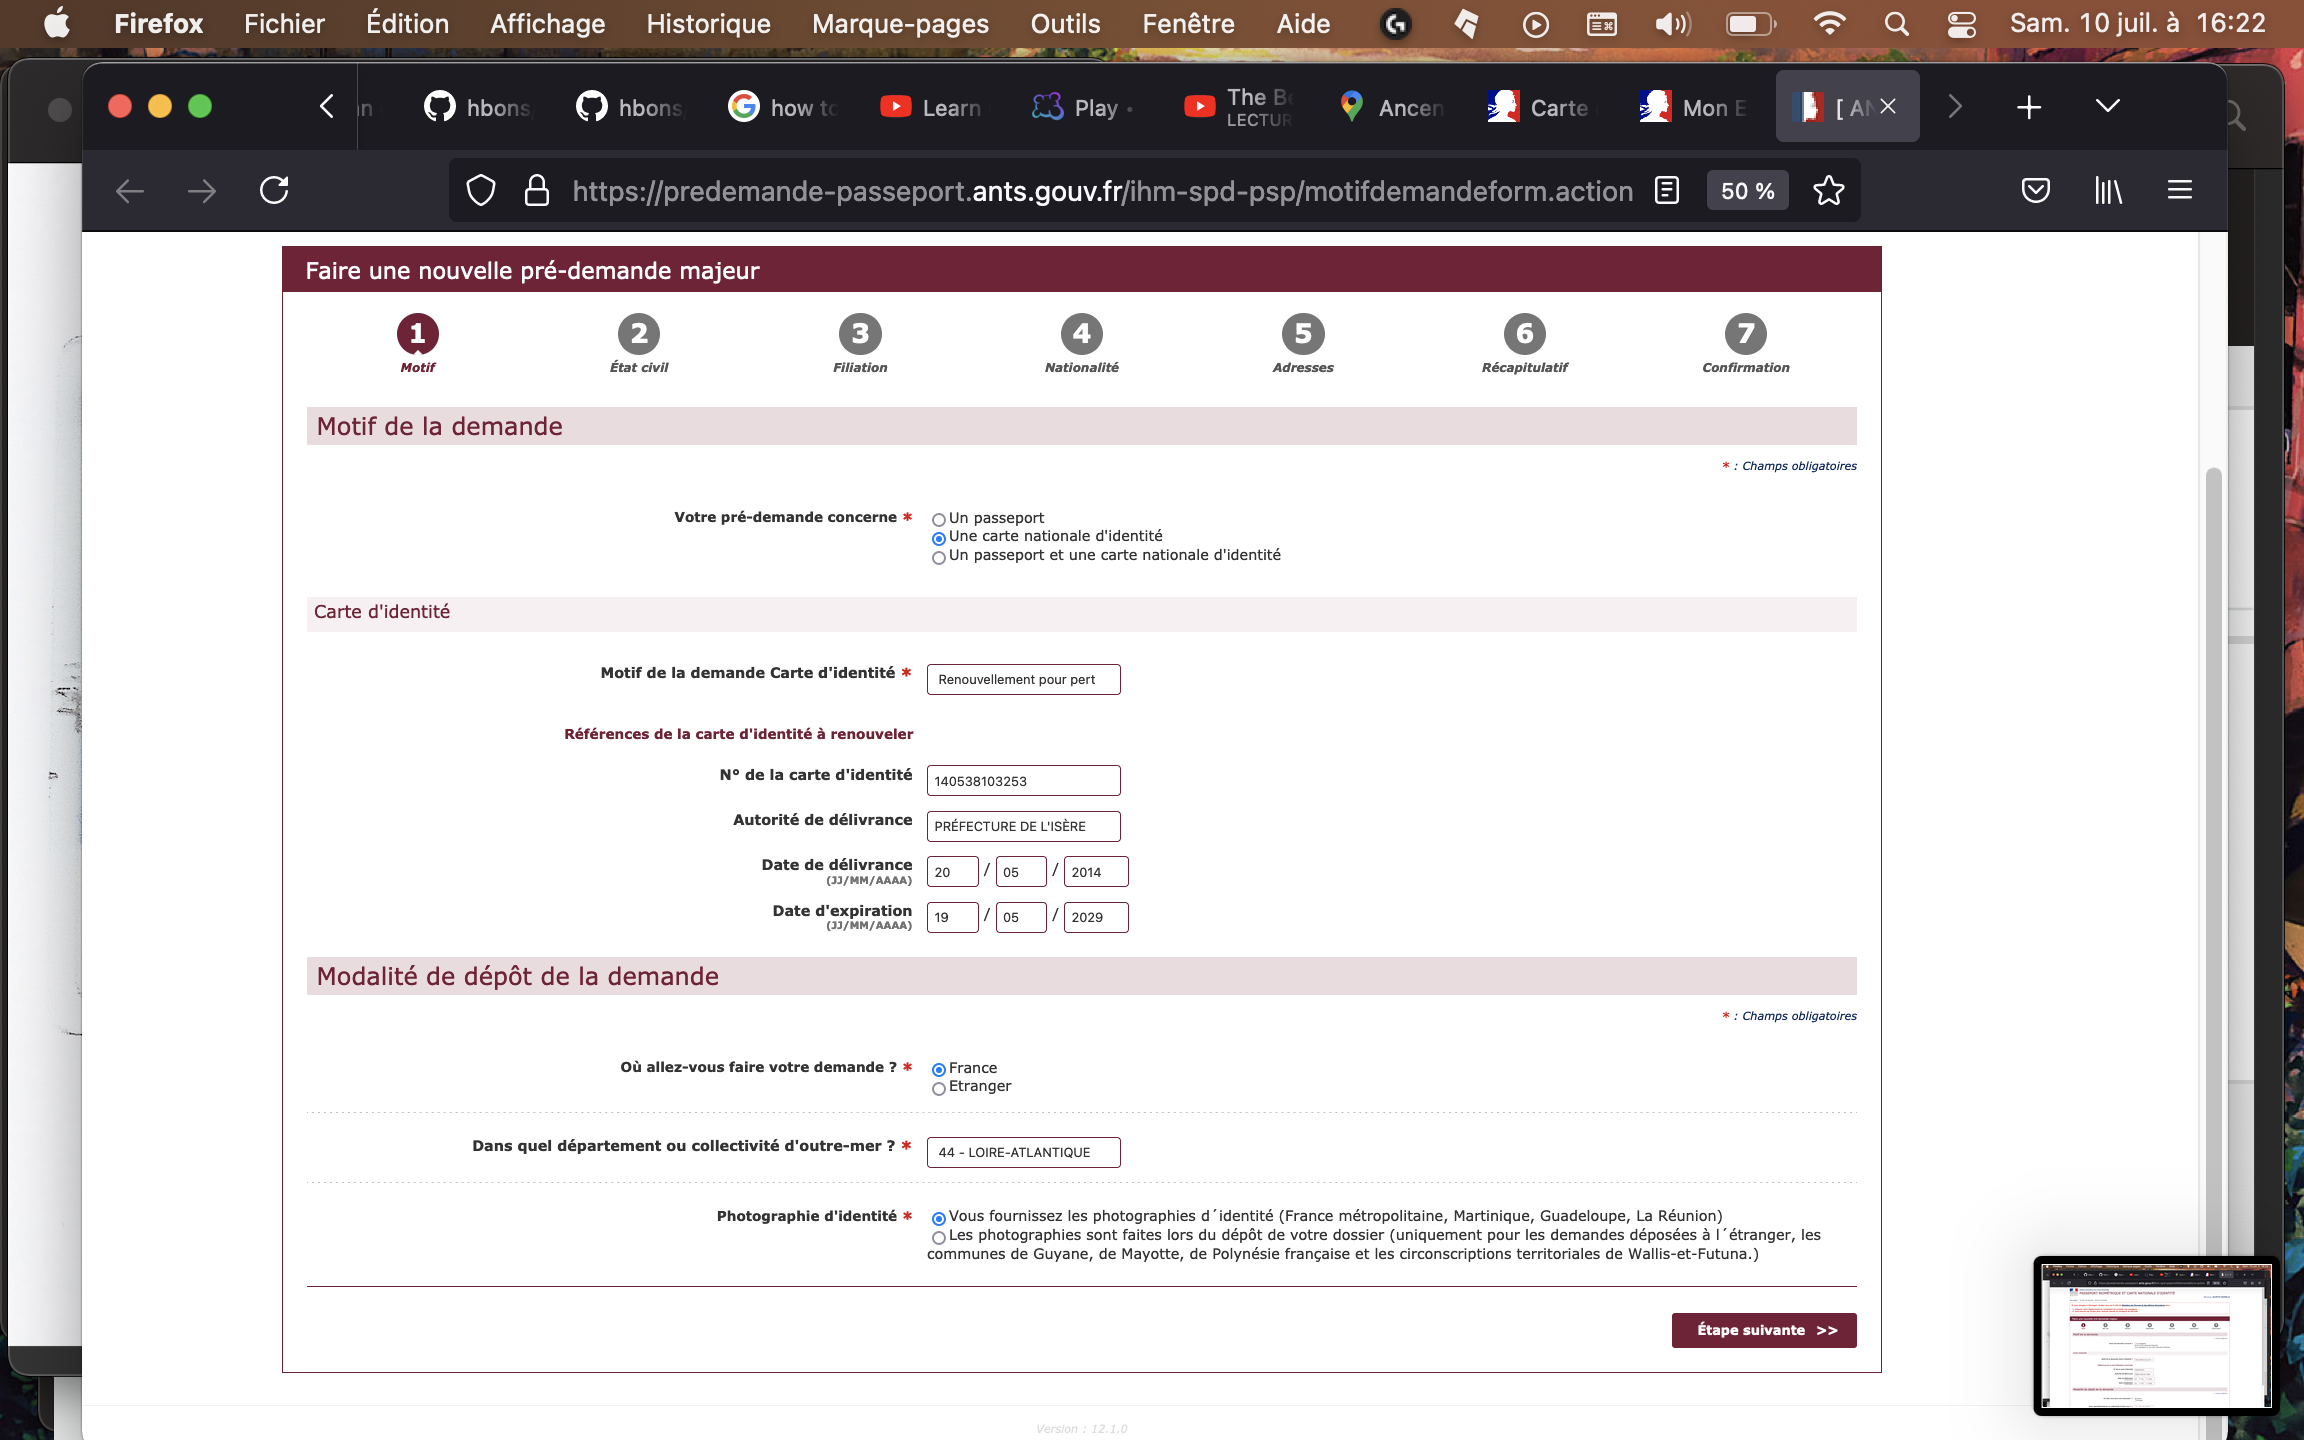 Firefox Fichier Édition Affichage Historique Marque-pages Outils Fenêtre Aide Sam. 10 juil. à 16:22
hbons hbons how to Learn Play · The Be Ancen Carte Mon E [ AN
LECTUR
https://predemande-passeport.ants.gouv.fr/ihm-spd-psp/motifdemandeform.action 50 %
Faire une nouvelle pré-demande majeur
1 2 3 4 5 6 7
Motif État civil Filiation Nationalité Adresses Récapitulatif Confirmation
Motif de la demande
* : Champs obligatoires
Votre pré-demande concerne * Un passeport
Une carte nationale d'identité
Un passeport et une carte nationale d'identité
Carte d'identité
Motif de la demande Carte d'identité * Renouvellement pour pert
Références de la carte d'identité à renouveler
N° de la carte d'identité 140538103253
Autorité de délivrance PRÉFECTURE DE L'ISÈRE
Date de délivrance 20 / 05 / 2014
(JJ/MM/AAAA)
Date d'expiration 19 / 05 / 2029
(JJ/MM/AAAA)
Modalité de dépôt de la demande
* : Champs obligatoires
Où allez-vous faire votre demande ? * France
Etranger
Dans quel département ou collectivité d'outre-mer ? * 44 - LOIRE-ATLANTIQUE
Photographie d'identité * Vous fournissez les photographies d´identité (France métropolitaine, Martinique, Guadeloupe, La Réunion)
Les photographies sont faites lors du dépôt de votre dossier (uniquement pour les demandes déposées à l´étranger, les
communes de Guyane, de Mayotte, de Polynésie française et les circonscriptions territoriales de Wallis-et-Futuna.)
Étape suivante >>
Version : 12.1.0